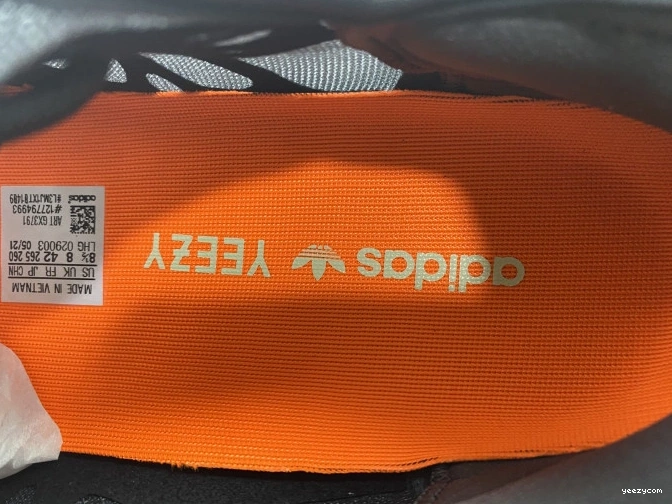 adidas YEEZY
MADE IN VIETNAM
US UK FR JP CHN
8½ 8 42 265 260
LHG 029003 05/21
ART GX3791
#127794993
#L3MJ1XT81489
adidas
yeezycom